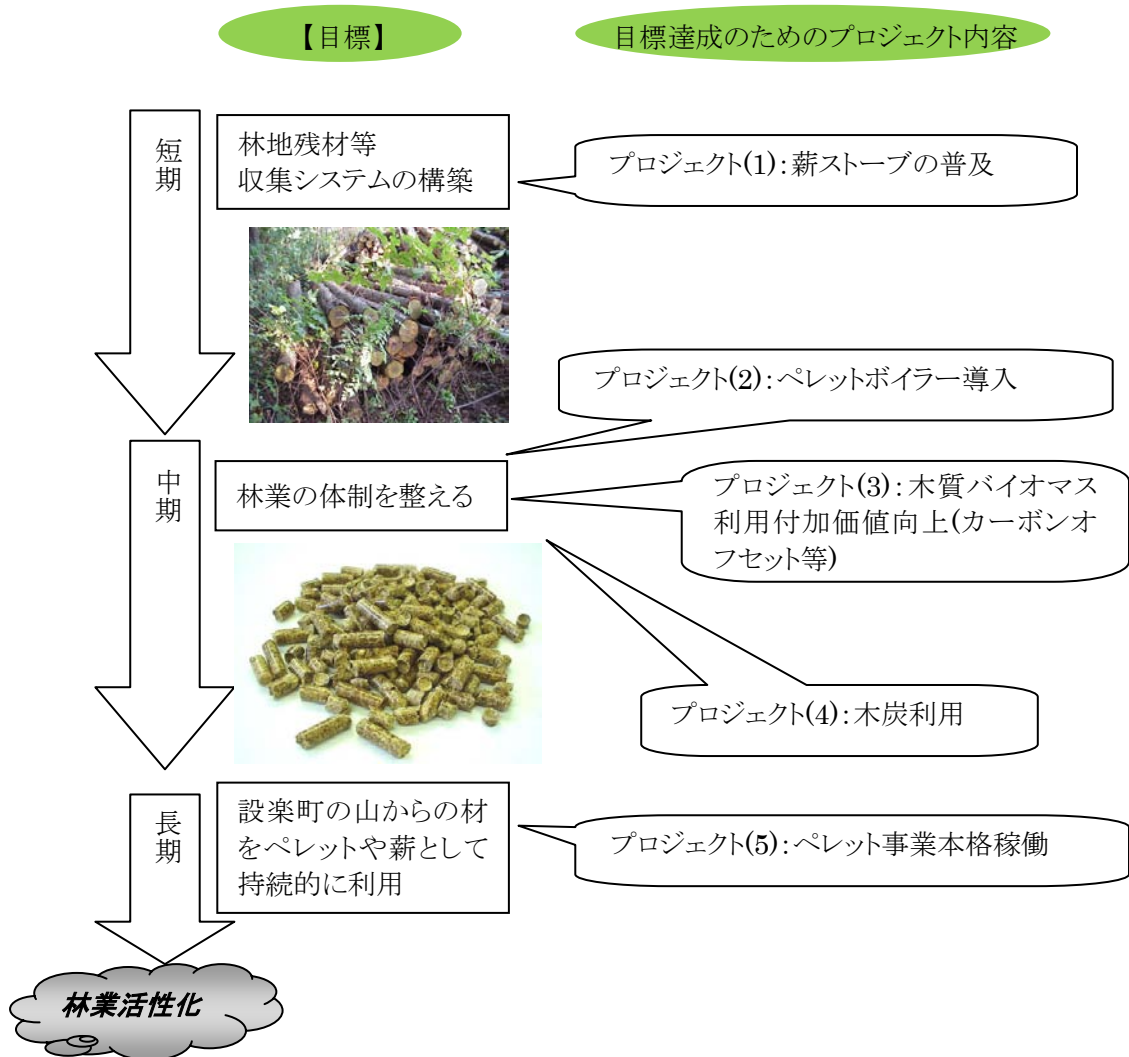 【目標】
目標達成のためのプロジェクト内容
短期
林地残材等
収集システムの構築
プロジェクト(1):薪ストーブの普及
プロジェクト(2):ペレットボイラー導入
中期
林業の体制を整える
プロジェクト(3):木質バイオマス
利用付加価値向上(カーボンオ
フセット等)
プロジェクト(4):木炭利用
長期
設楽町の山からの材
をペレットや薪として
持続的に利用
プロジェクト(5):ペレット事業本格稼働
林業活性化